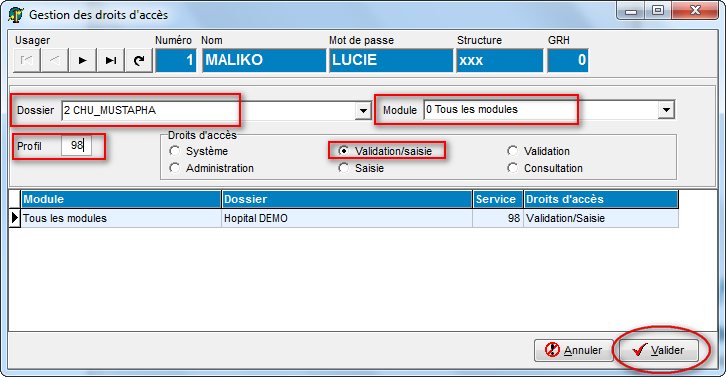 Gestion des droits d'accès
Usager Numéro Nom Mot de passe Structure GRH
1 MALIKO LUCIE xxx 0
Dossier 2 CHU_MUSTAPHA Module 0 Tous les modules
Profil 98
Droits d'accès
Système Validation/saisie Validation
Administration Saisie Consultation
Module Dossier Service Droits d'accès
Tous les modules Hopital DEMO 98 Validation/Saisie
Annuler Valider